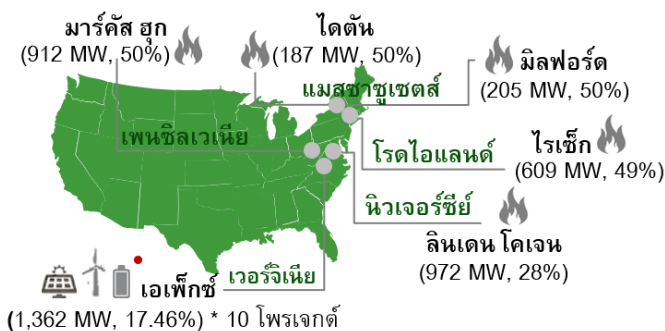 มาร์คัส ฮุก
(912 MW, 50%)
ไดตัน
(187 MW, 50%)
มิลฟอร์ด
(205 MW, 50%)
แมสซาซูเซตส์
เพนซิลเวเนีย
โรดไอแลนด์
ไรเซ็ก
(609 MW, 49%)
นิวเจอร์ซีย์
ลินเดน โคเจน
(972 MW, 28%)
เอเพ็กซ์
เวอร์จิเนีย
(1,362 MW, 17.46%) * 10 โพรเจกต์